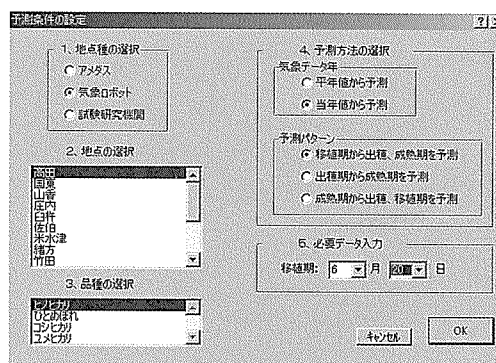 予測条件の設定
1. 地点種の選択
アメダス
気象ロボット
試験研究機関
2. 地点の選択
高田
国東
山香
庄内
臼杵
佐伯
米水津
緒方
竹田
3. 品種の選択
ヒノヒカリ
ひとめぼれ
コシヒカリ
ユメヒカリ
4. 予測方法の選択
気象データ年
平年値から予測
当年値から予測
予測パターン
移植期から出穂、成熟期を予測
出穂期から成熟期を予測
成熟期から出穂、移植期を予測
5. 必要データ入力
移植期: 6 月 20 日
キャンセル
OK